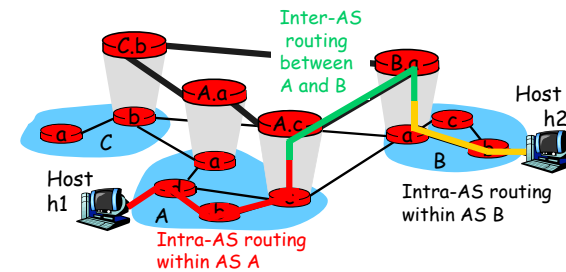 Inter-AS
routing
between
A and B
C.b
B.a
A.a
Host
h2
A.c
b
c
a
a
C
a
b
B
Host
h1
d
A
b
c
Intra-AS routing
within AS B
Intra-AS routing
within AS A